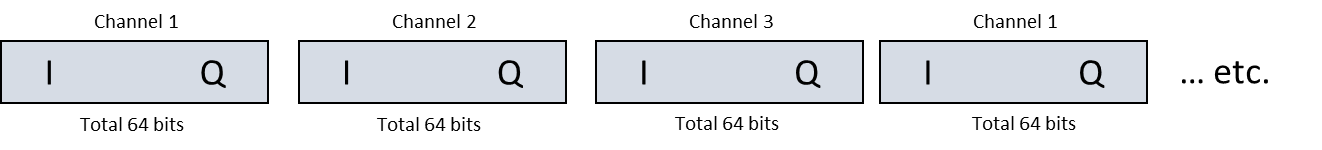 Channel 1 Channel 2 Channel 3 Channel 1
I Q I Q I Q I Q ... etc.
Total 64 bits Total 64 bits Total 64 bits Total 64 bits